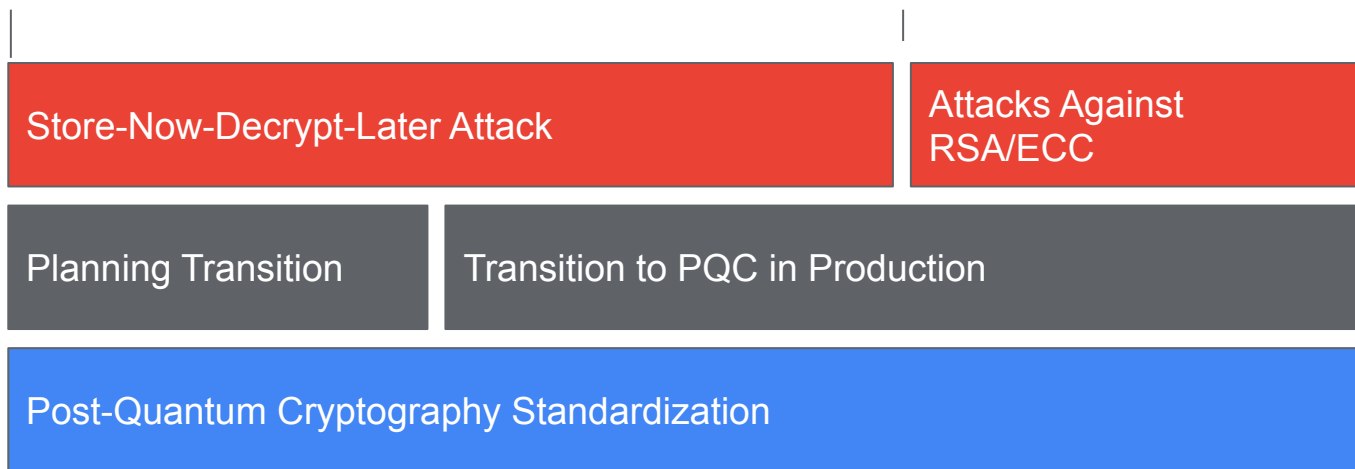 Store-Now-Decrypt-Later Attack
Attacks Against
RSA/ECC
Planning Transition
Transition to PQC in Production
Post-Quantum Cryptography Standardization